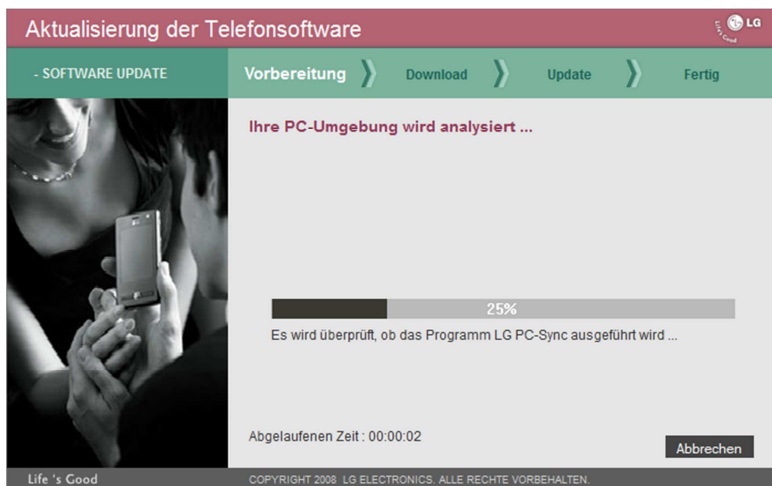 Aktualisierung der Telefonsoftware
Life's Good
LG
- SOFTWARE UPDATE
Vorbereitung
Download
Update
Fertig
Ihre PC-Umgebung wird analysiert ...
25%
Es wird überprüft, ob das Programm LG PC-Sync ausgeführt wird ...
Abgelaufenen Zeit : 00:00:02
Abbrechen
Life 's Good
COPYRIGHT 2008 LG ELECTRONICS. ALLE RECHTE VORBEHALTEN.